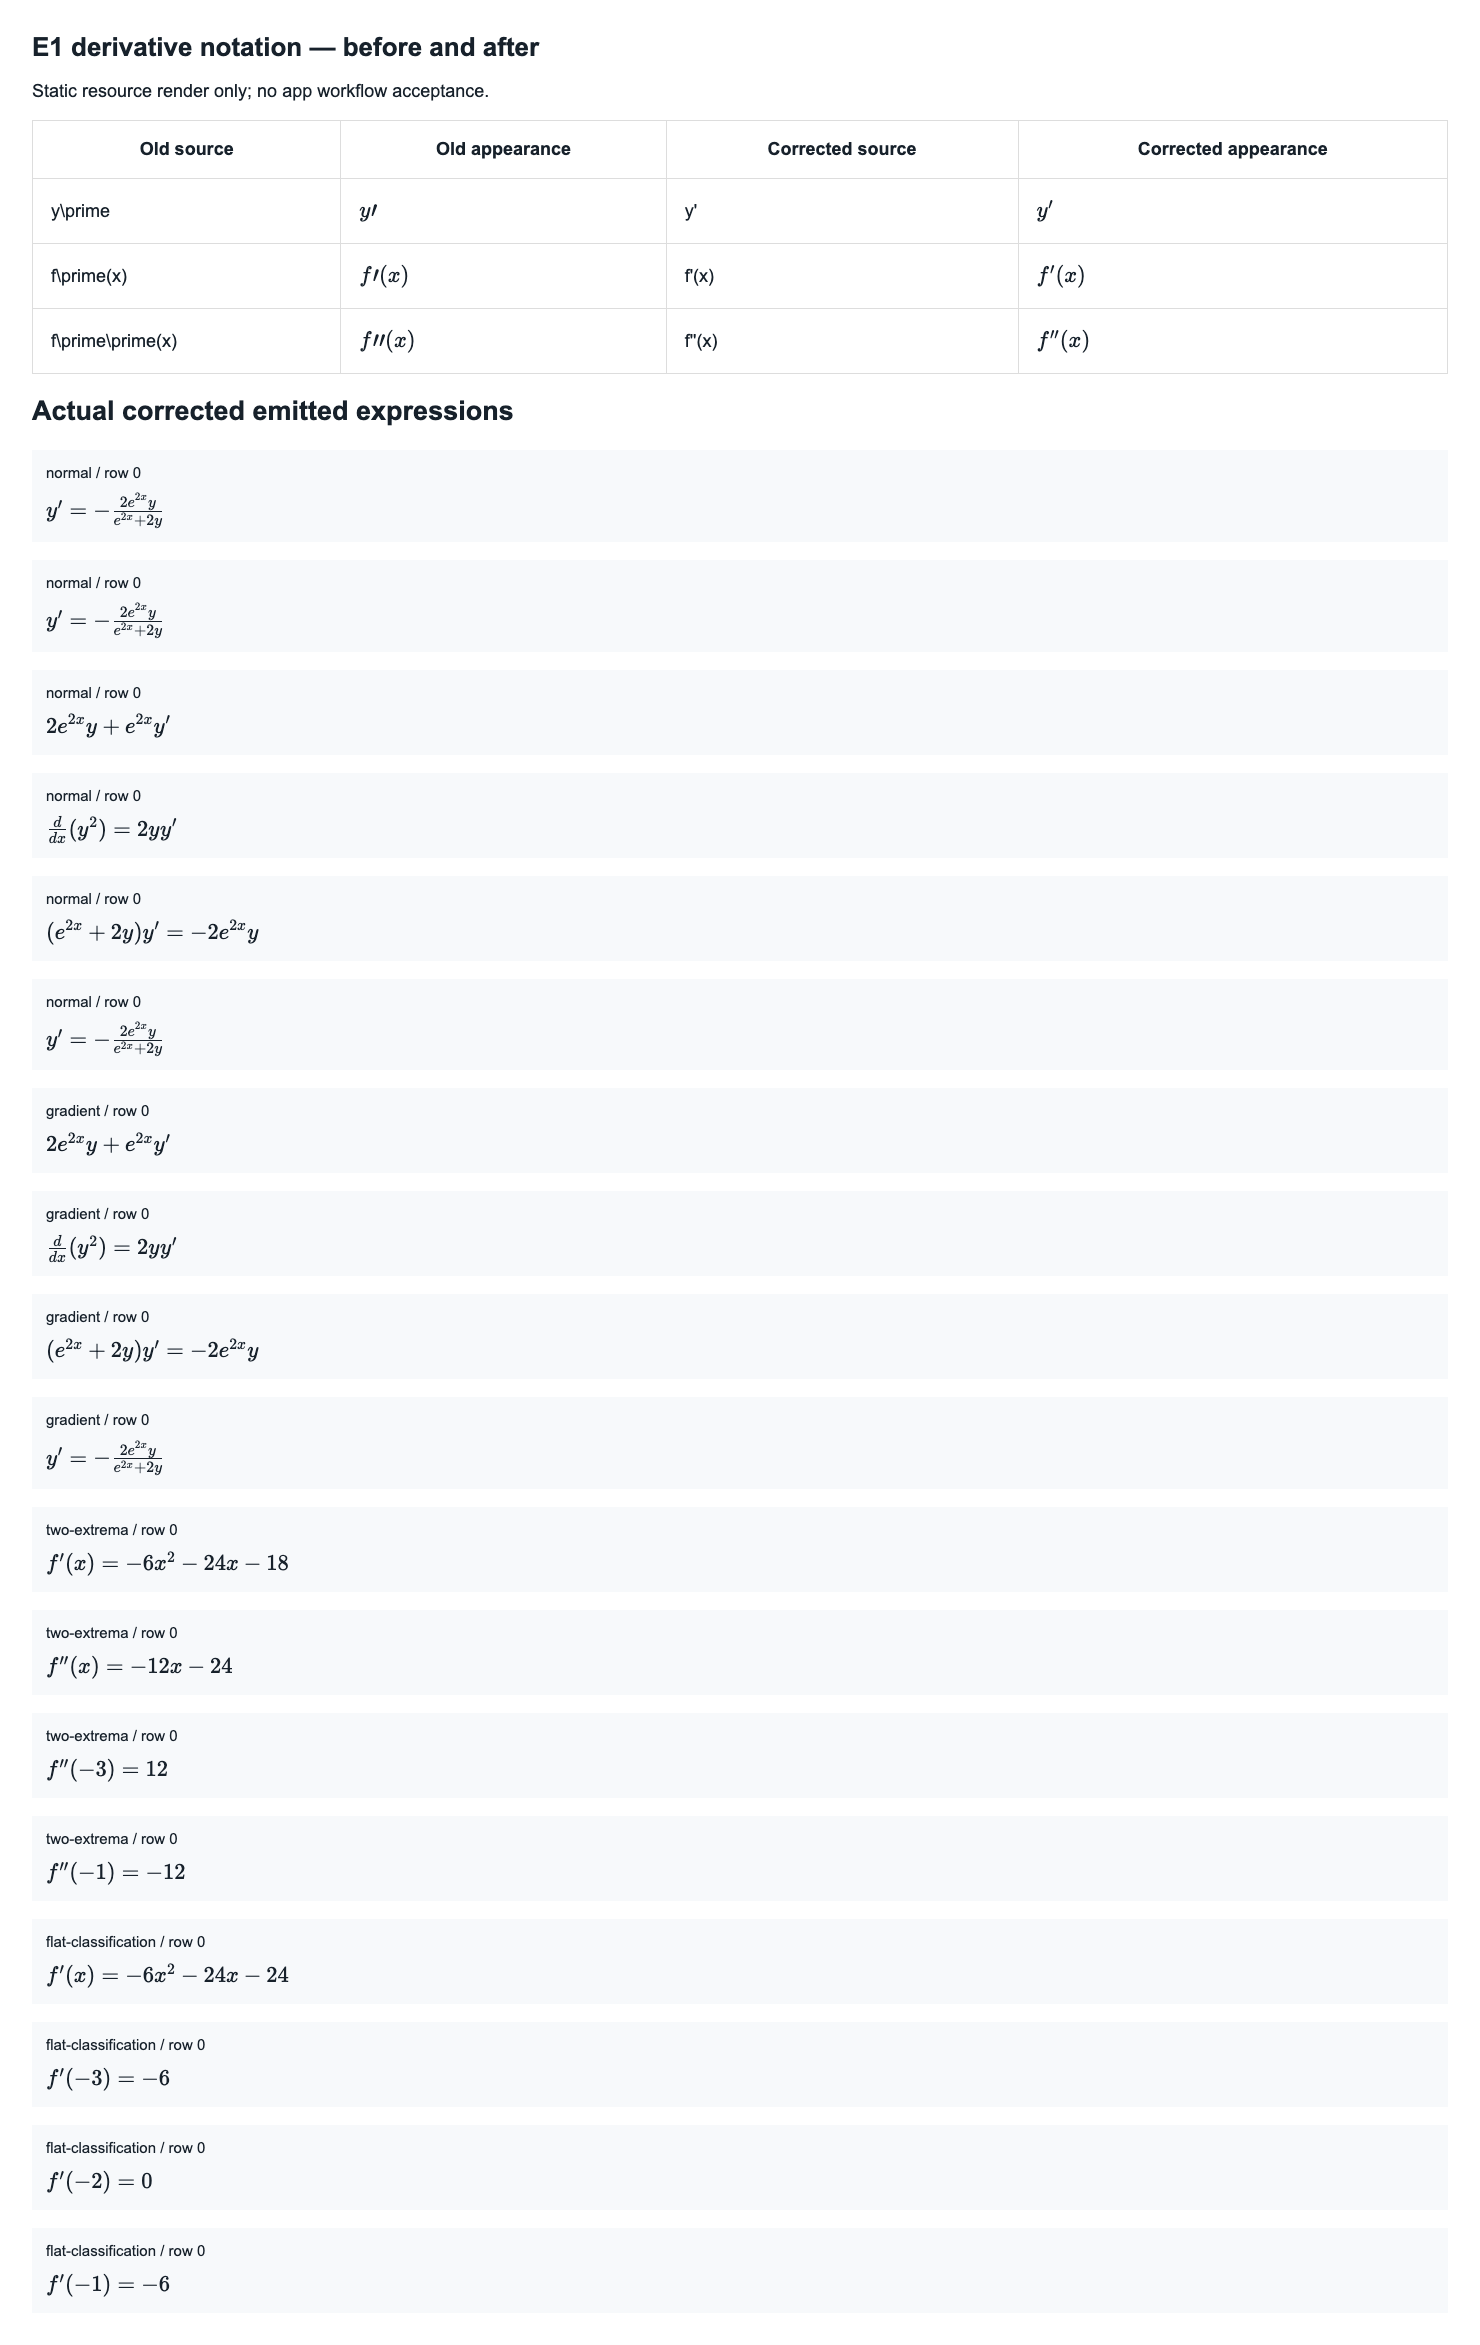 E1 derivative notation — before and after
Static resource render only; no app workflow acceptance.
Old source Old appearance Corrected source Corrected appearance
y\prime y′ y' y′
f\prime(x) f′(x) f'(x) f′(x)
f\prime\prime(x) f′′(x) f''(x) f″(x)
Actual corrected emitted expressions
normal / row 0
y′ = −\frac{2e^{2x}y}{e^{2x}+2y}
normal / row 0
y′ = −\frac{2e^{2x}y}{e^{2x}+2y}
normal / row 0
2e^{2x}y + e^{2x}y′
normal / row 0
\frac{d}{dx}(y^2) = 2yy′
normal / row 0
(e^{2x} + 2y)y′ = −2e^{2x}y
normal / row 0
y′ = −\frac{2e^{2x}y}{e^{2x}+2y}
gradient / row 0
2e^{2x}y + e^{2x}y′
gradient / row 0
\frac{d}{dx}(y^2) = 2yy′
gradient / row 0
(e^{2x} + 2y)y′ = −2e^{2x}y
gradient / row 0
y′ = −\frac{2e^{2x}y}{e^{2x}+2y}
two-extrema / row 0
f′(x) = −6x^2 − 24x − 18
two-extrema / row 0
f″(x) = −12x − 24
two-extrema / row 0
f″(−3) = 12
two-extrema / row 0
f″(−1) = −12
flat-classification / row 0
f′(x) = −6x^2 − 24x − 24
flat-classification / row 0
f′(−3) = −6
flat-classification / row 0
f′(−2) = 0
flat-classification / row 0
f′(−1) = −6